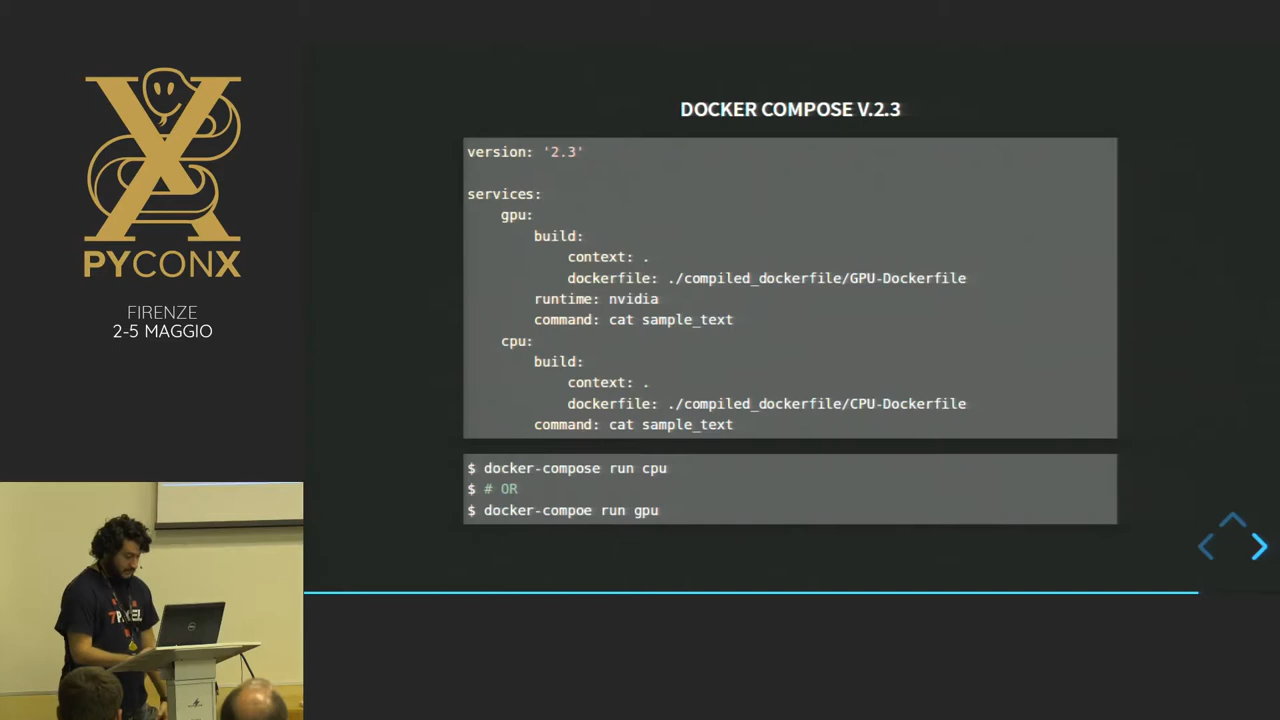 PYCONX
FIRENZE
2-5 MAGGIO
DOCKER COMPOSE V.2.3
version: '2.3'
services:
gpu:
build:
context: .
dockerfile: ./compiled_dockerfile/GPU-Dockerfile
runtime: nvidia
command: cat sample_text
cpu:
build:
context: .
dockerfile: ./compiled_dockerfile/CPU-Dockerfile
command: cat sample_text
$ docker-compose run cpu
$ # OR
$ docker-compoe run gpu
7PIXEL